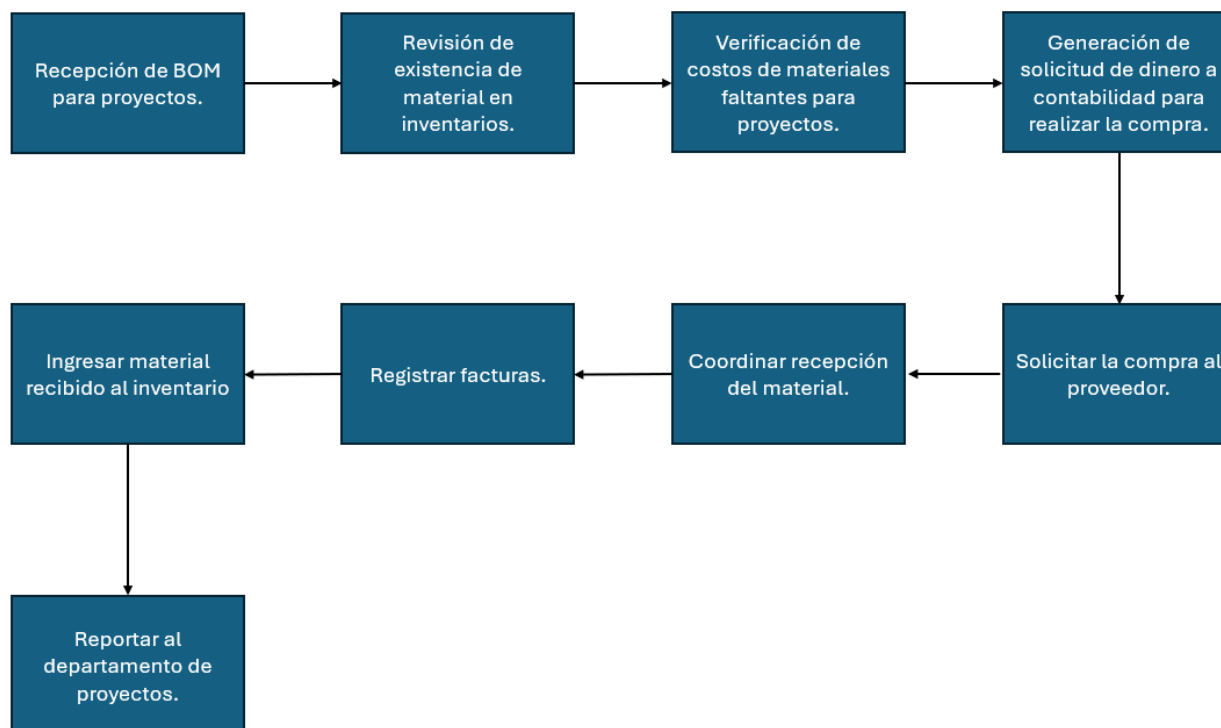 Recepción de BOM
para proyectos.
Revisión de
existencia de
material en
inventarios.
Verificación de
costos de materiales
faltantes para
proyectos.
Generación de
solicitud de dinero a
contabilidad para
realizar la compra.
Solicitar la compra al
proveedor.
Coordinar recepción
del material.
Registrar facturas.
Ingresar material
recibido al inventario
Reportar al
departamento de
proyectos.